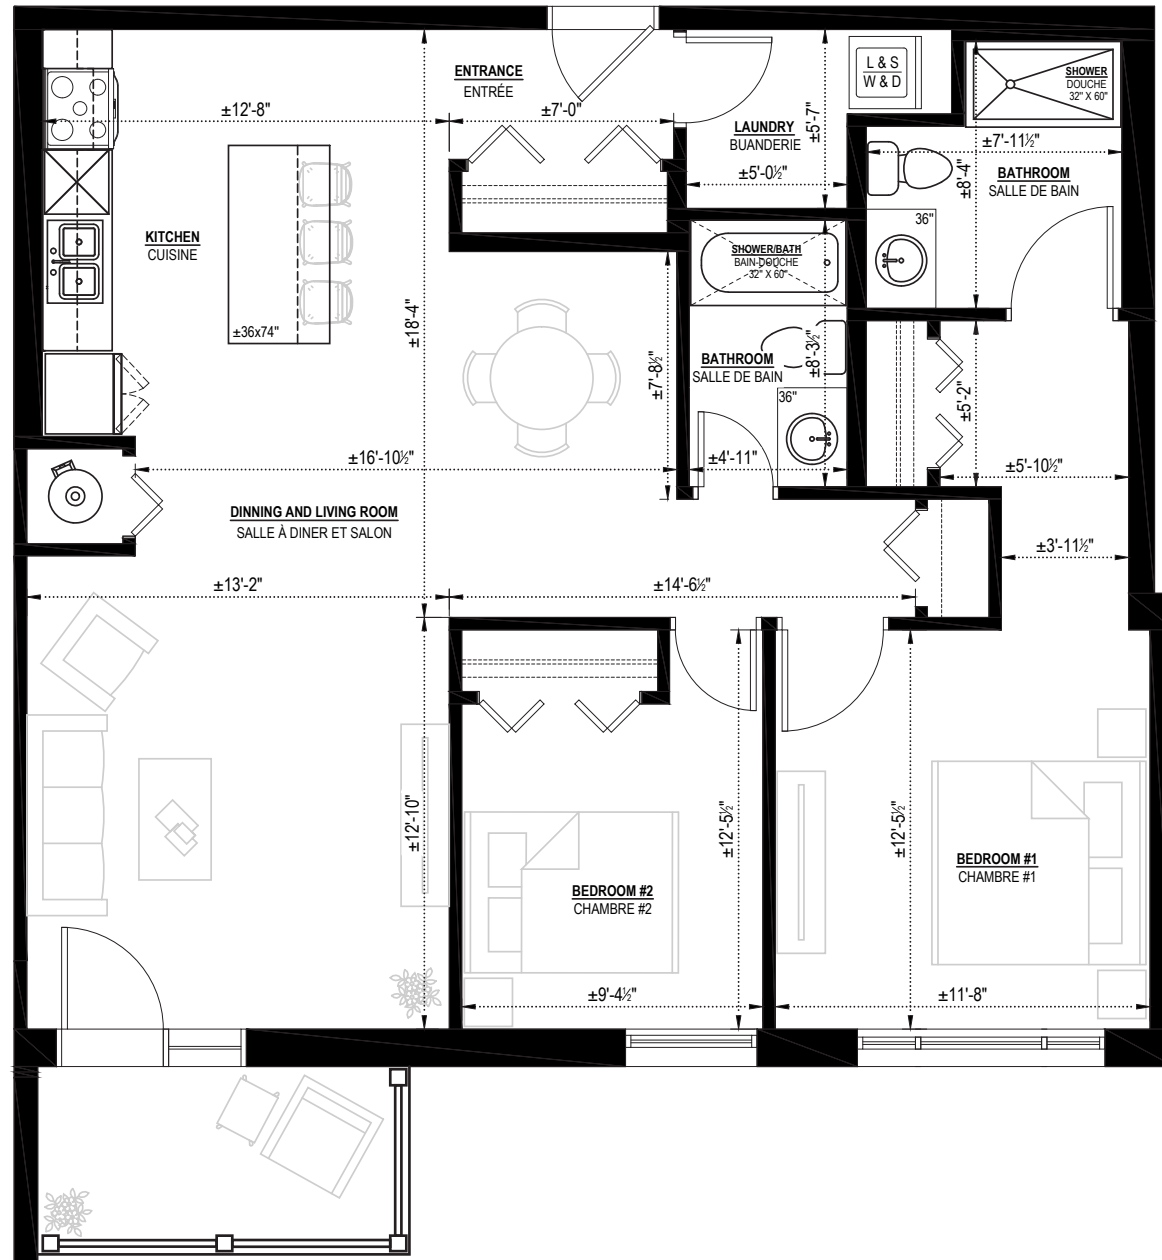 ENTRANCE
ENTRÉE
L & S
W & D
SHOWER
DOUCHE
32" X 60"
±12'-8"
±7'-0"
±5'-7"
LAUNDRY
BUANDERIE
±5'-0½"
±7'-11½"
±8'-4"
BATHROOM
SALLE DE BAIN
36"
KITCHEN
CUISINE
±36x74"
±18'-4"
SHOWER/BATH
BAIN-DOUCHE
32" X 60"
±8'-3½"
±7'-8½"
BATHROOM
SALLE DE BAIN
36"
±5'-2"
±16'-10½"
±4'-11"
±5'-10½"
DINNING AND LIVING ROOM
SALLE À DINER ET SALON
±3'-11½"
±13'-2"
±14'-6½"
±12'-10"
±12'-5½"
±12'-5½"
BEDROOM #1
CHAMBRE #1
BEDROOM #2
CHAMBRE #2
±9'-4½"
±11'-8"